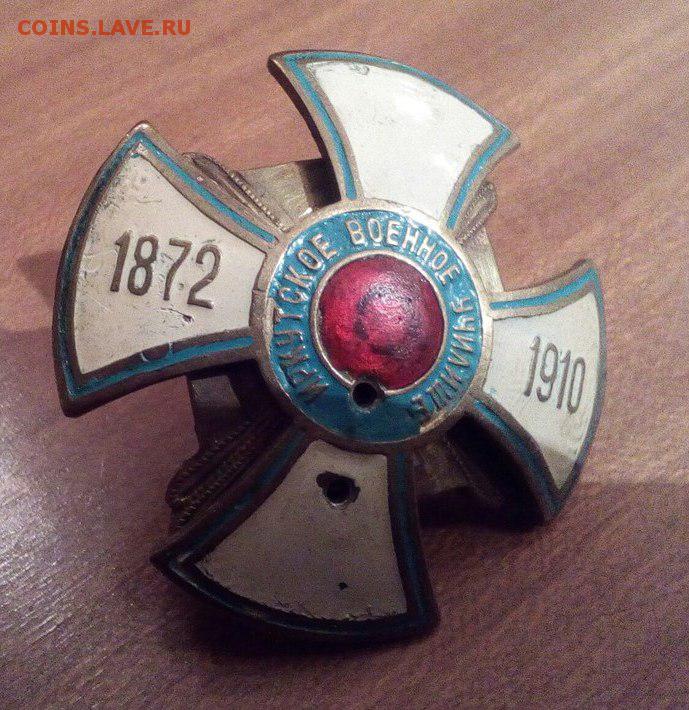 COINS.LAVE.RU
1872
ИРКУТСКОЕ ВОЕННОЕ УЧИЛИЩЕ
1910